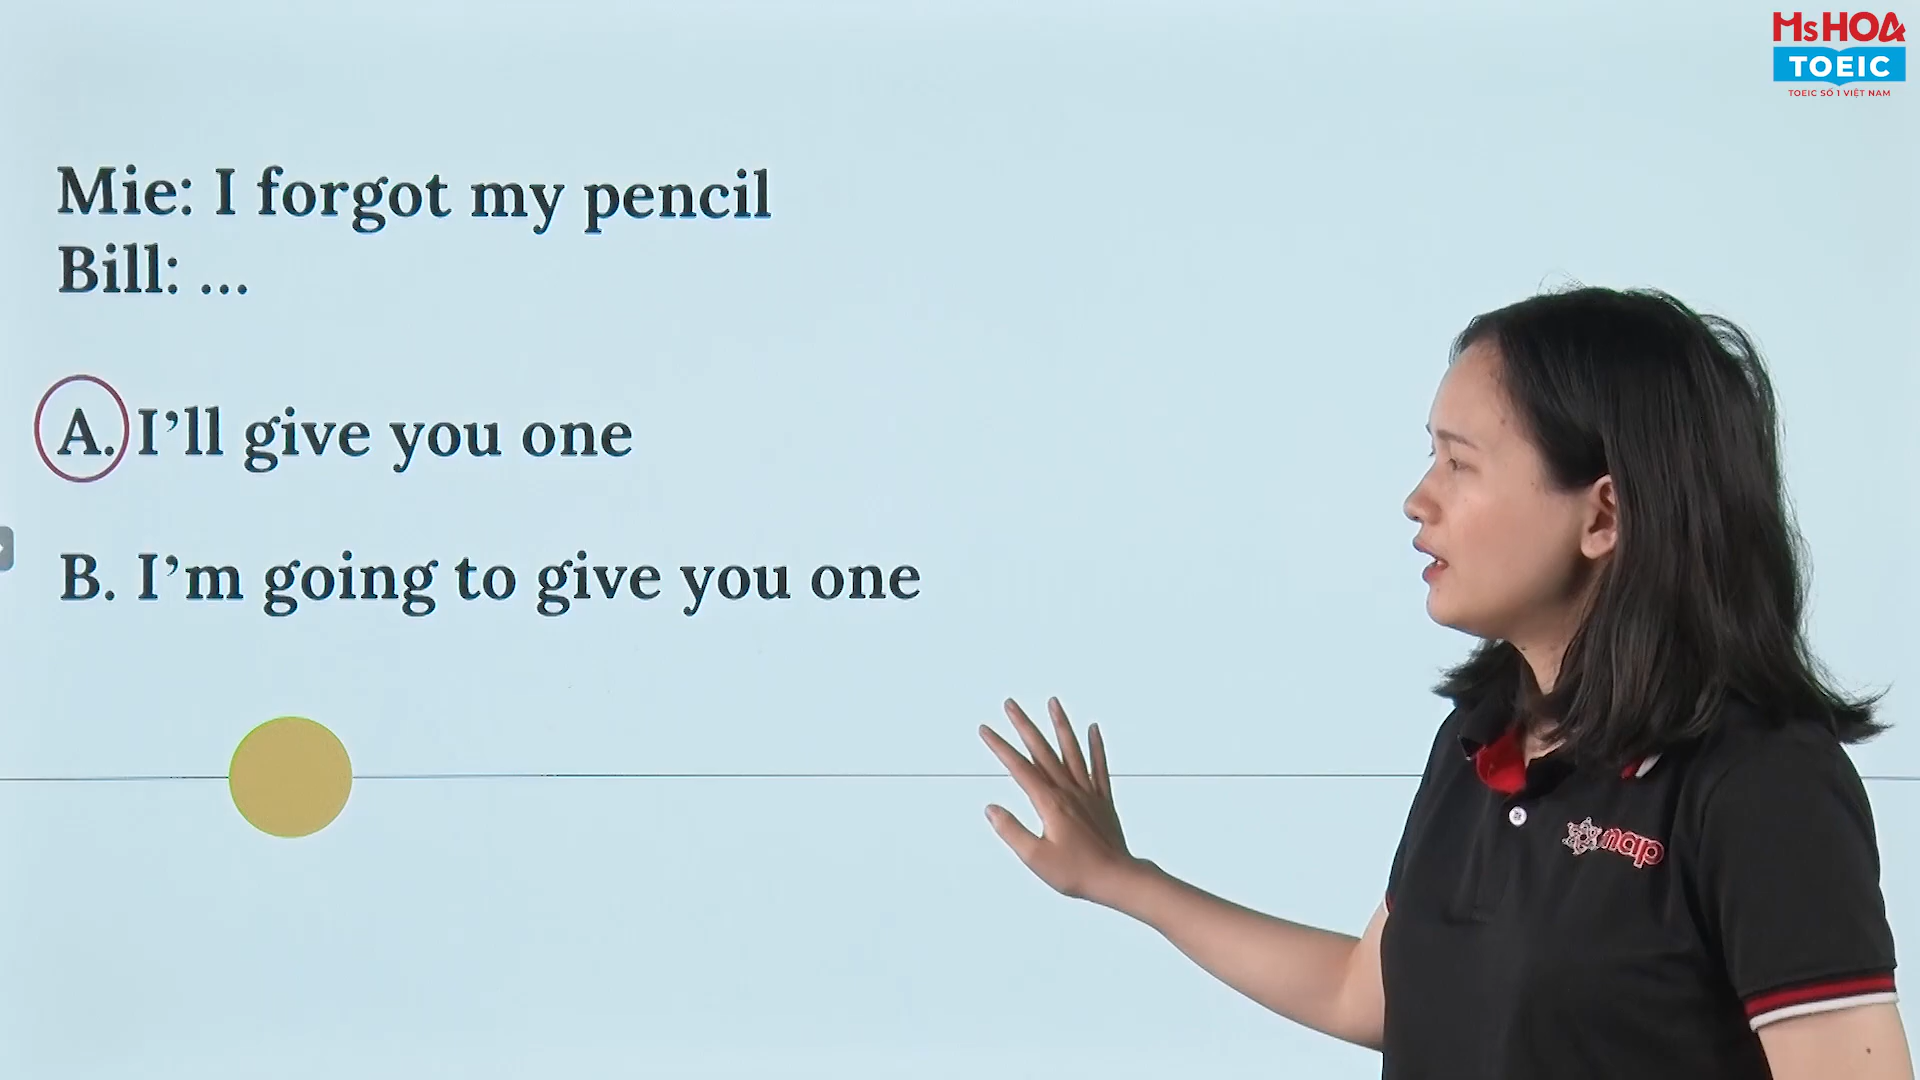 MsHOA
TOEIC
TOEIC SỐ 1 VIỆT NAM
Mie: I forgot my pencil
Bill: ...
A. I’ll give you one
B. I’m going to give you one
nap